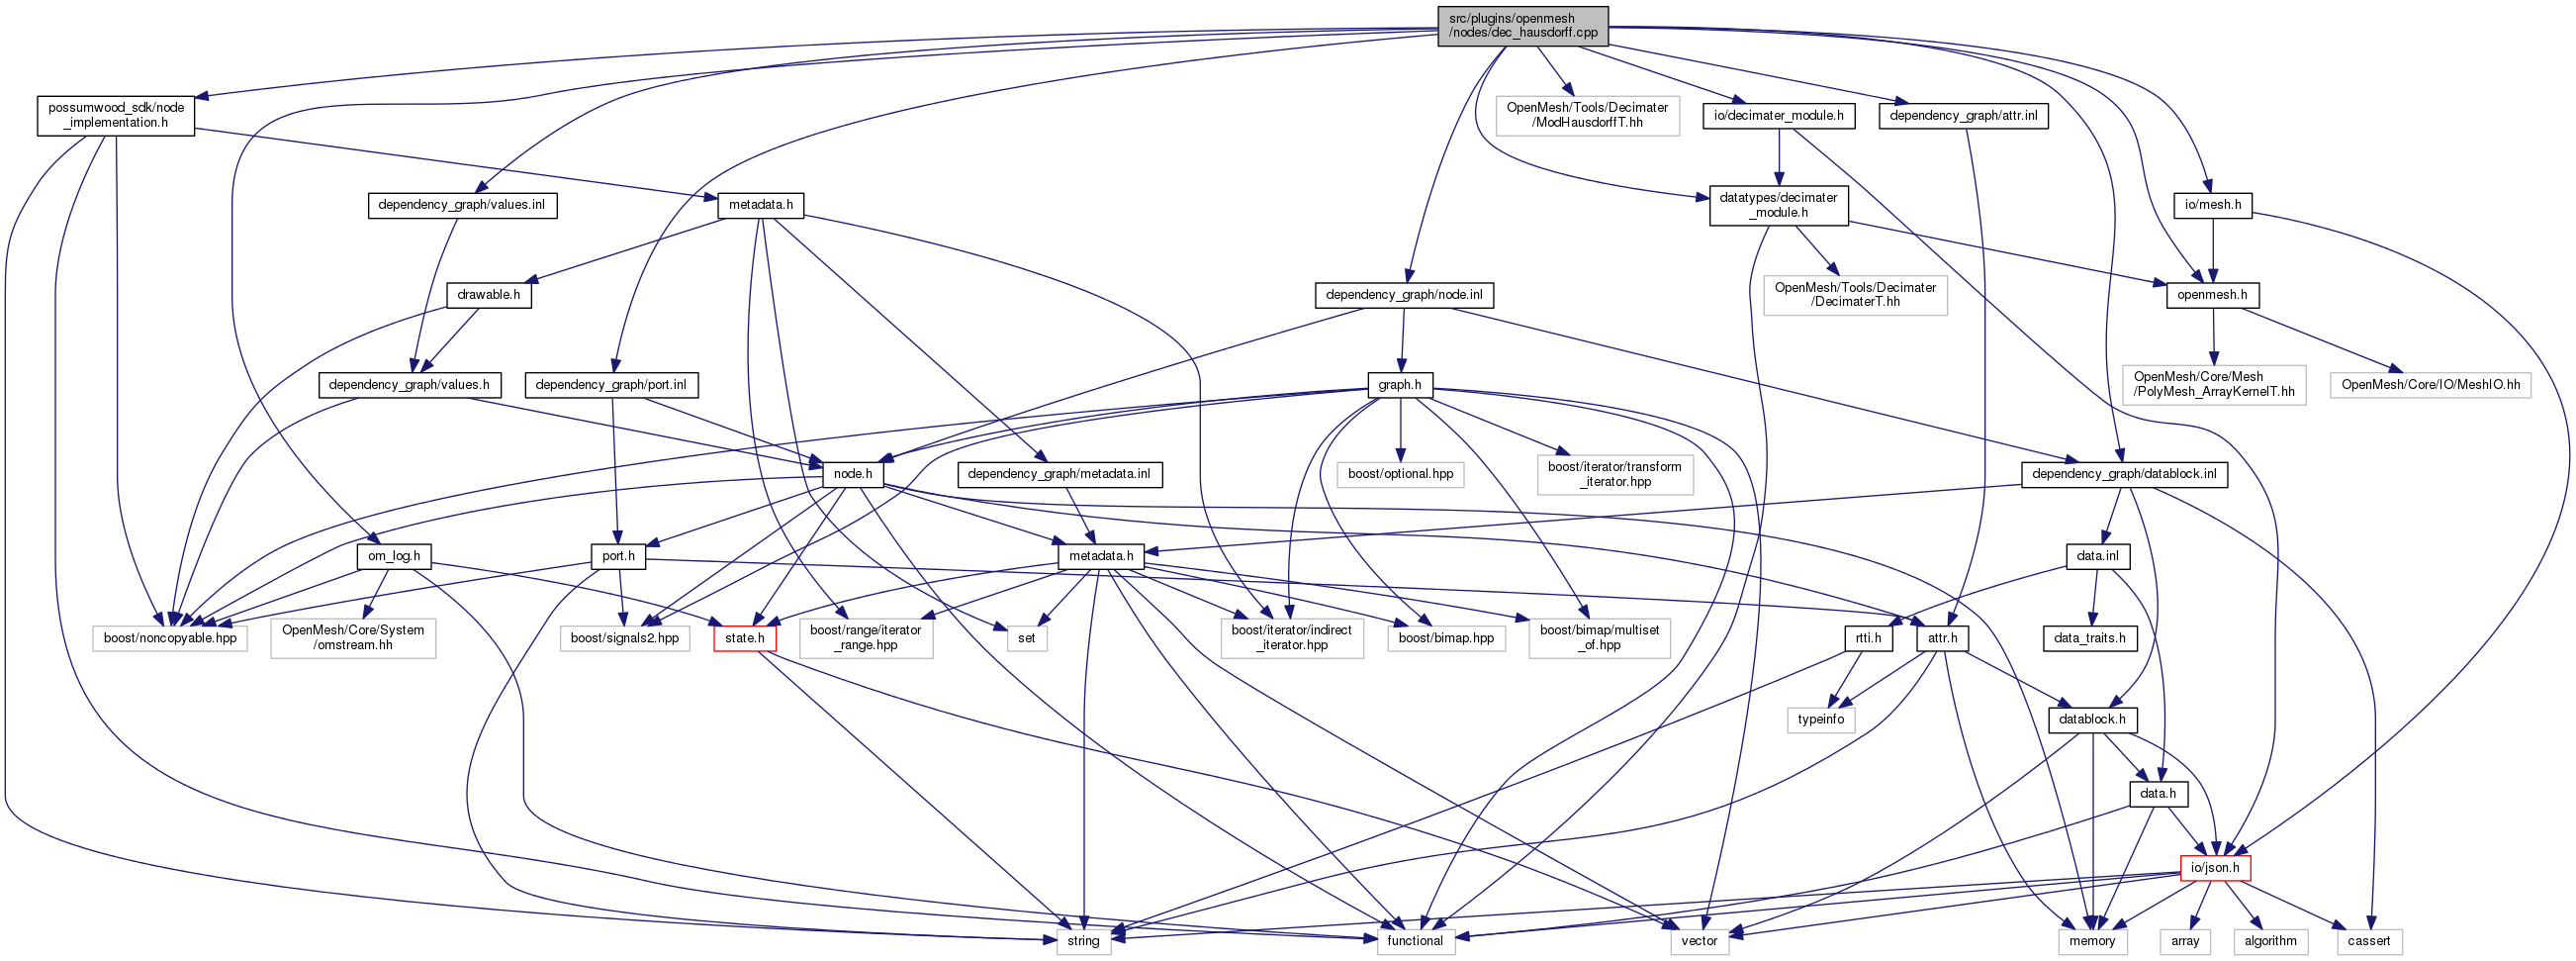 src/plugins/openmesh
/nodes/dec_hausdorff.cpp
possumwood_sdk/node
_implementation.h
OpenMesh/Tools/Decimater
/ModHausdorffT.hh
io/decimater_module.h
dependency_graph/attr.inl
dependency_graph/values.inl
metadata.h
datatypes/decimater
_module.h
io/mesh.h
drawable.h
dependency_graph/node.inl
OpenMesh/Tools/Decimater
/DecimaterT.hh
openmesh.h
dependency_graph/values.h
dependency_graph/port.inl
graph.h
OpenMesh/Core/Mesh
/PolyMesh_ArrayKernelT.hh
OpenMesh/Core/IO/MeshIO.hh
node.h
dependency_graph/metadata.inl
boost/optional.hpp
boost/iterator/transform
_iterator.hpp
dependency_graph/datablock.inl
om_log.h
port.h
metadata.h
data.inl
boost/noncopyable.hpp
OpenMesh/Core/System
/omstream.hh
boost/signals2.hpp
state.h
boost/range/iterator
_range.hpp
set
boost/iterator/indirect
_iterator.hpp
boost/bimap.hpp
boost/bimap/multiset
_of.hpp
rtti.h
attr.h
data_traits.h
typeinfo
datablock.h
data.h
io/json.h
string
functional
vector
memory
array
algorithm
cassert